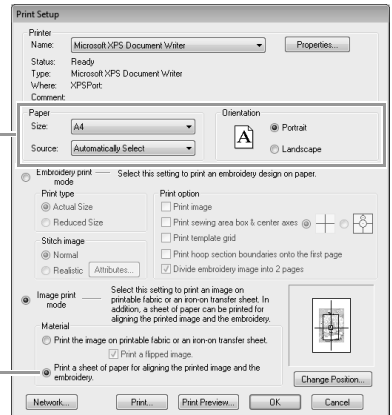 Print Setup
Printer
Name: Microsoft XPS Document Writer Properties...
Status: Ready
Type: Microsoft XPS Document Writer
Where: XPSPort:
Comment:
Paper
Size: A4
Source: Automatically Select
Orientation
A
Portrait
Landscape
Embroidery print mode
Select this setting to print an embroidery design on paper.
Print type
Actual Size
Reduced Size
Stitch image
Normal
Realistic Attributes...
Print option
Print image
Print sewing area box & center axes
Print template grid
Print hoop section boundaries onto the first page
Divide embroidery image into 2 pages
Image print mode
Select this setting to print an image on
printable fabric or an iron-on transfer sheet. In
addition, a sheet of paper can be printed for
aligning the printed image and the embroidery.
Material
Print the image on printable fabric or an iron-on transfer sheet.
Print a flipped image.
Print a sheet of paper for aligning the printed image and the
embroidery.
Change Position...
Network... Print... Print Preview... OK Cancel